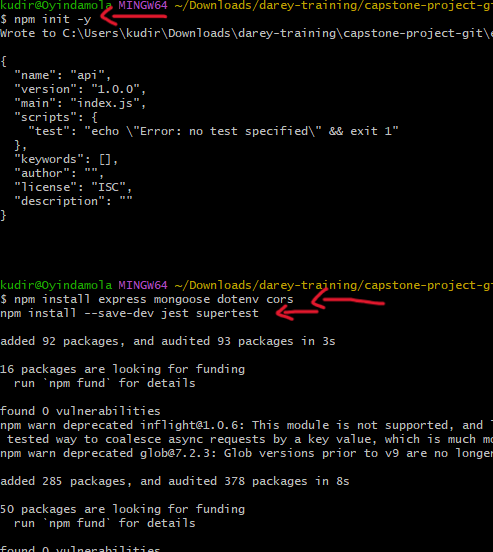 kudir@Oyindamola MINGW64 ~/Downloads/darey-training/capstone-project-g
$ npm init -y
Wrote to C:\Users\kudir\Downloads\darey-training\capstone-project-git\
{
"name": "api",
"version": "1.0.0",
"main": "index.js",
"scripts": {
"test": "echo \"Error: no test specified\" && exit 1"
},
"keywords": [],
"author": "",
"license": "ISC",
"description": ""
}
kudir@Oyindamola MINGW64 ~/Downloads/darey-training/capstone-project-g
$ npm install express mongoose dotenv cors
npm install --save-dev jest supertest
added 92 packages, and audited 93 packages in 3s
16 packages are looking for funding
run `npm fund` for details
found 0 vulnerabilities
npm warn deprecated inflight@1.0.6: This module is not supported, and
tested way to coalesce async requests by a key value, which is much
npm warn deprecated glob@7.2.3: Glob versions prior to v9 are no longe
added 285 packages, and audited 378 packages in 8s
50 packages are looking for funding
run `npm fund` for details
found 0 vulnerabilities